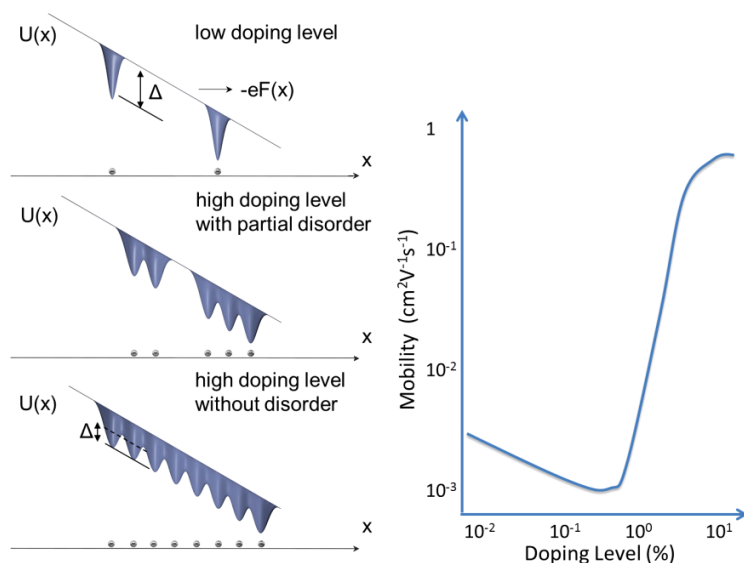 U(x)
low doping level
Δ
-eF(x)
x
high doping level
with partial disorder
U(x)
x
high doping level
without disorder
U(x)
Δ
x
Mobility (cm²V⁻¹s⁻¹)
1
10⁻¹
10⁻²
10⁻³
10⁻² 10⁻¹ 10⁰ 10¹
Doping Level (%)